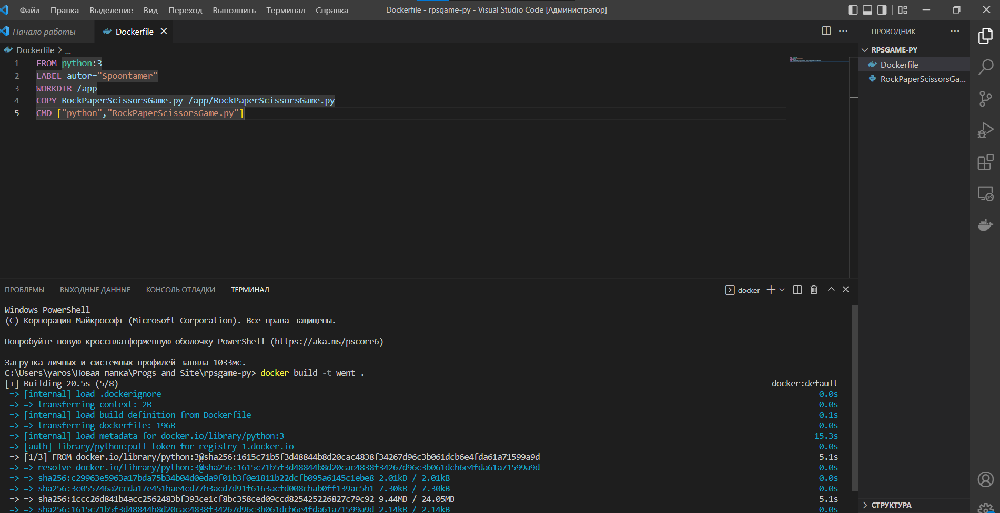 Файл Правка Выделение Вид Переход Выполнить Терминал Справка
Dockerfile - rpsgame-py - Visual Studio Code [Администратор]
Начало работы Dockerfile
ПРОВОДНИК
Dockerfile > ...
RPSGAME-PY
Dockerfile
RockPaperScissorsGa...
1 FROM python:3
2 LABEL autor="Spoontamer"
3 WORKDIR /app
4 COPY RockPaperScissorsGame.py /app/RockPaperScissorsGame.py
5 CMD ["python","RockPaperScissorsGame.py"]
ПРОБЛЕМЫ ВЫХОДНЫЕ ДАННЫЕ КОНСОЛЬ ОТЛАДКИ ТЕРМИНАЛ
docker
Windows PowerShell
(C) Корпорация Майкрософт (Microsoft Corporation). Все права защищены.
Попробуйте новую кроссплатформенную оболочку PowerShell (https://aka.ms/pscore6)
Загрузка личных и системных профилей заняла 1033мс.
C:\Users\yaros\Новая папка\Progs and Site\rpsgame-py> docker build -t went .
[+] Building 20.5s (5/8) docker:default
=> [internal] load .dockerignore 0.0s
=> => transferring context: 2B 0.0s
=> [internal] load build definition from Dockerfile 0.1s
=> => transferring dockerfile: 196B 0.0s
=> [internal] load metadata for docker.io/library/python:3 15.3s
=> [auth] library/python:pull token for registry-1.docker.io 0.0s
=> [1/3] FROM docker.io/library/python:3@sha256:1615c71b5f3d48844b8d20cac4838f34267d96c3b061dcb6e4fda61a71599a9d 5.1s
=> => resolve docker.io/library/python:3@sha256:1615c71b5f3d48844b8d20cac4838f34267d96c3b061dcb6e4fda61a71599a9d 0.0s
=> => sha256:c29963e5963a17bda75b34b04d0eda9f01b3f0e1811b22dcfb095a6145c1ebe8 2.01kB / 2.01kB 0.0s
=> => sha256:3c055746a2ccda17e451bae4cd77b3acd7d91f6163acfd008cbab0ff139ac5b1 7.30kB / 7.30kB 0.0s
=> => sha256:1ccc26d841b4acc2562483bf393ce1cf8bc358ced09ccd825425226827c79c92 9.44MB / 24.05MB 5.1s
=> => sha256:1615c71b5f3d48844b8d20cac4838f34267d96c3b061dcb6e4fda61a71599a9d 2.14kB / 2.14kB 0.0s
СТРУКТУРА